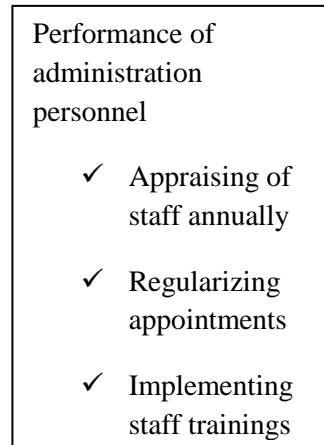 Performance of
administration
personnel
✓ Appraising of
staff annually
✓ Regularizing
appointments
✓ Implementing
staff trainings